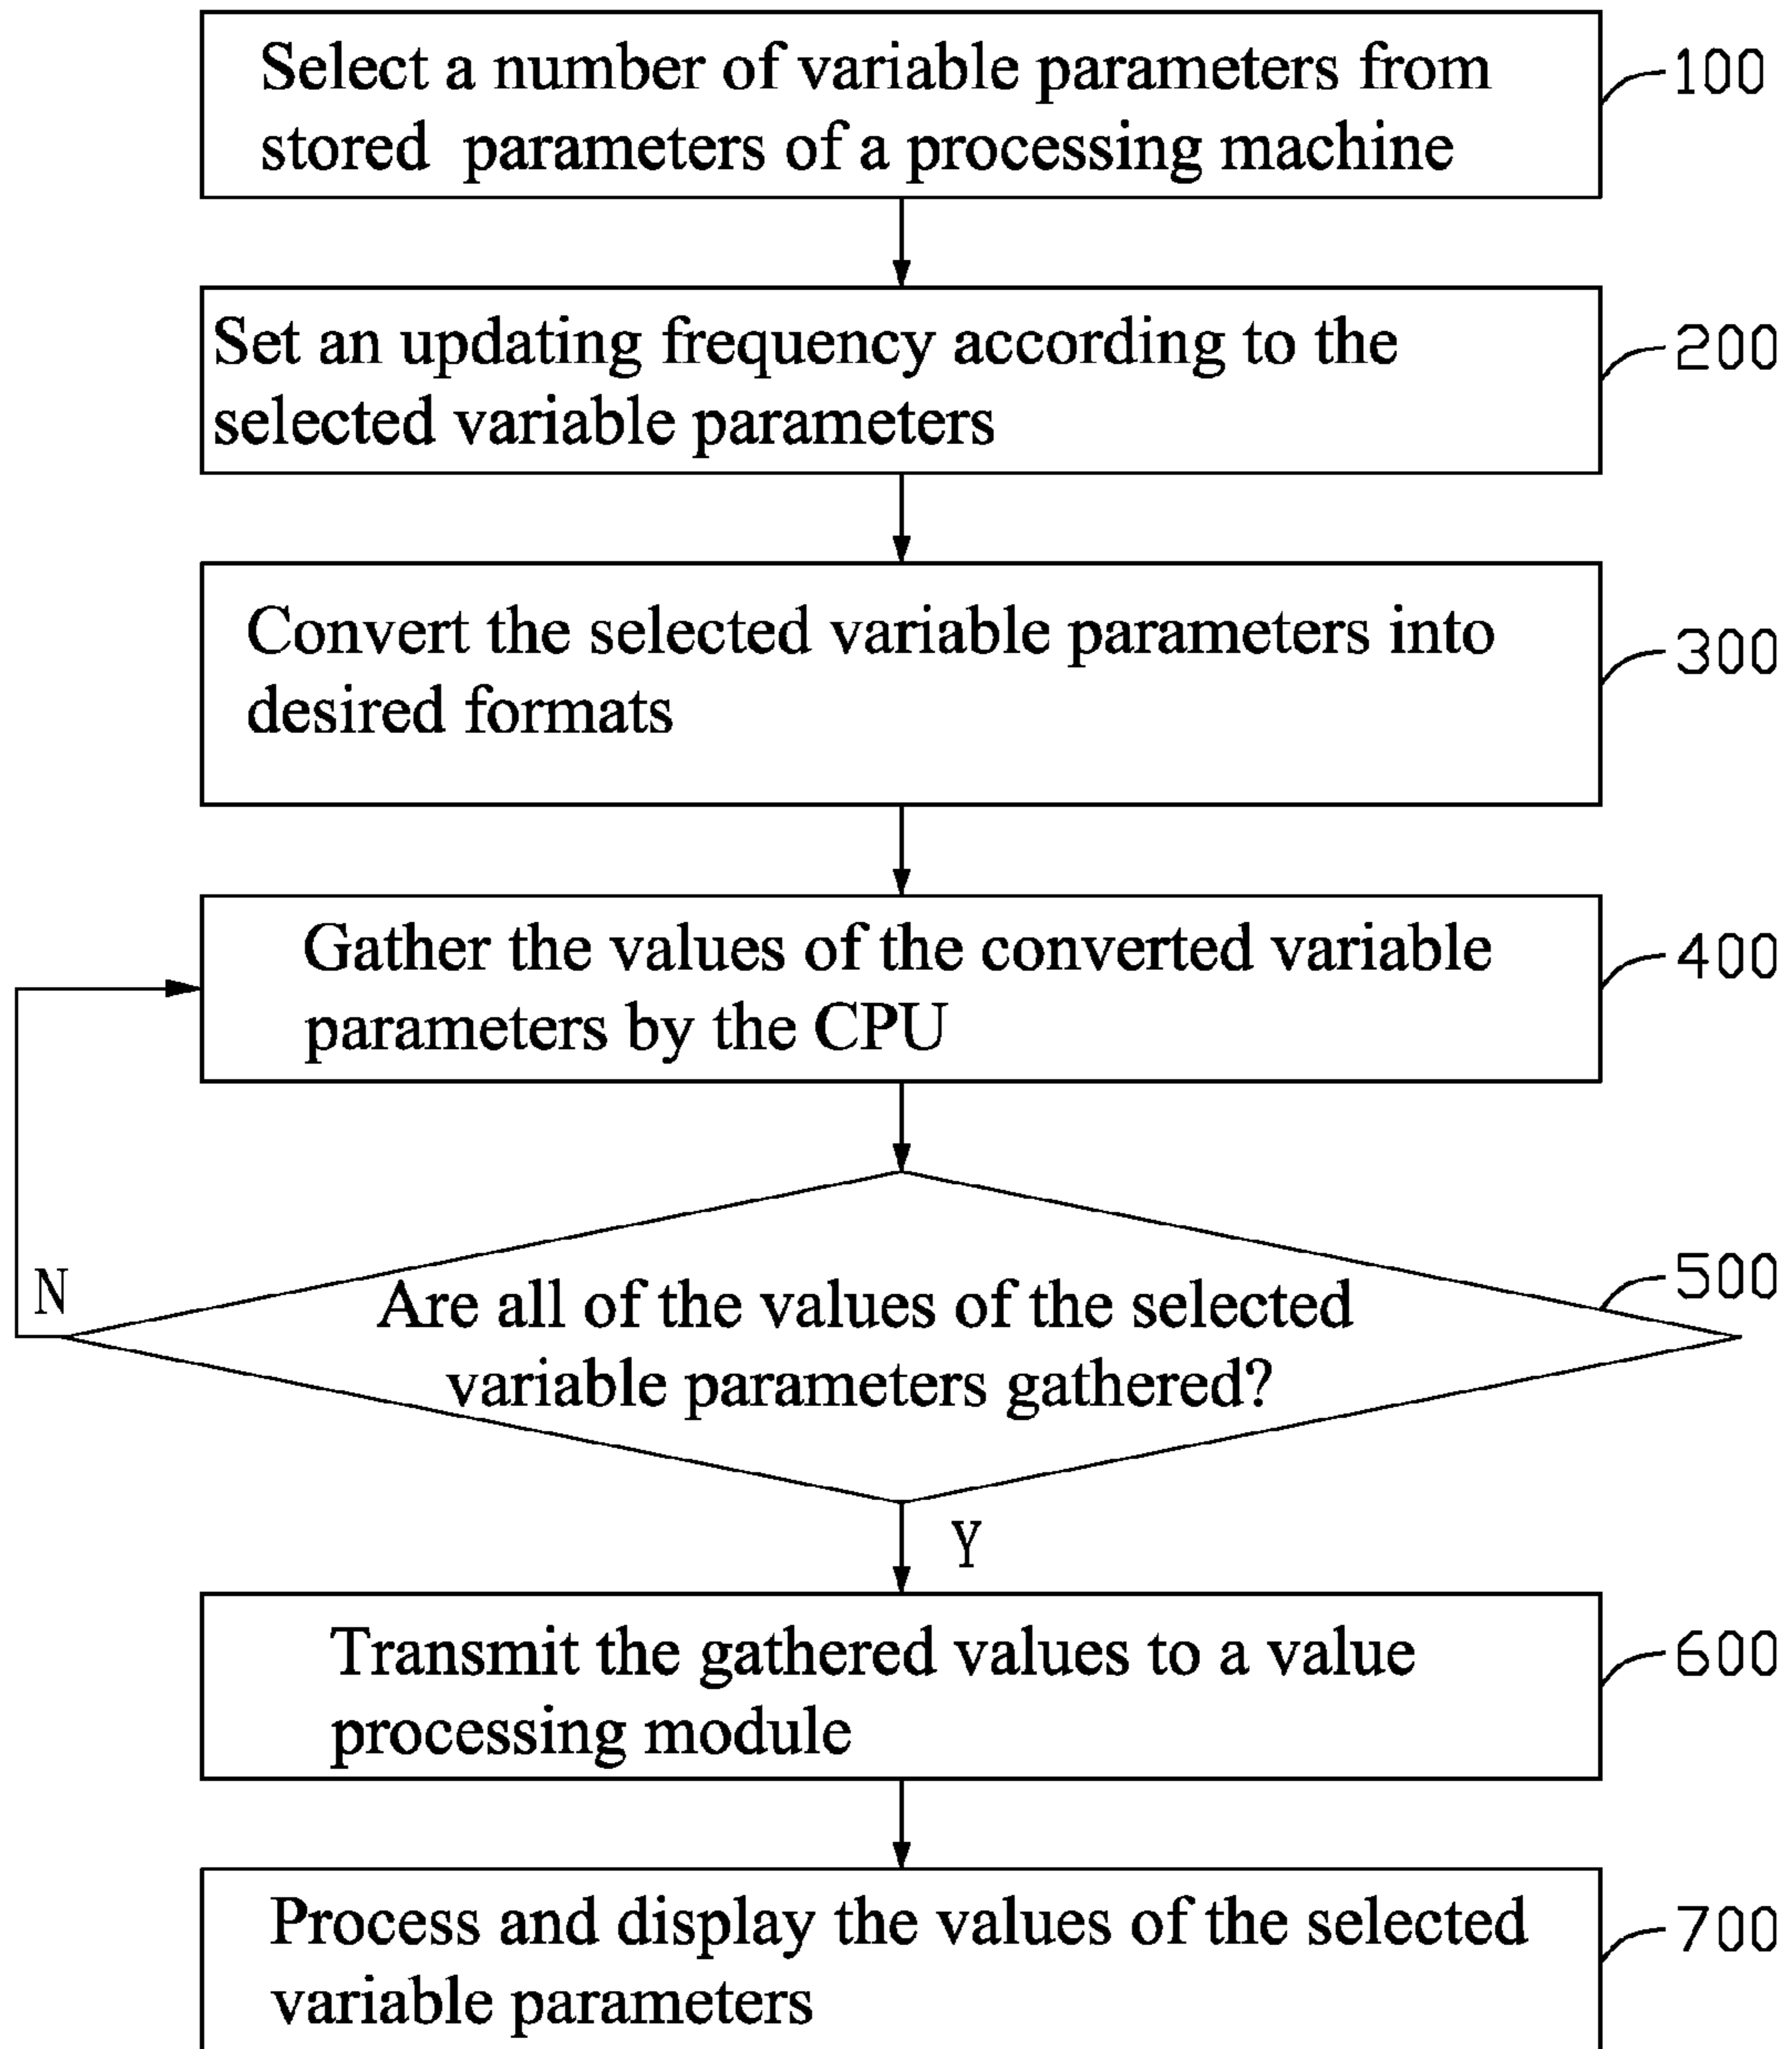 Select a number of variable parameters from
stored parameters of a processing machine
100
Set an updating frequency according to the
selected variable parameters
200
Convert the selected variable parameters into
desired formats
300
Gather the values of the converted variable
parameters by the CPU
400
N
Are all of the values of the selected
variable parameters gathered?
500
Y
Transmit the gathered values to a value
processing module
600
Process and display the values of the selected
variable parameters
700